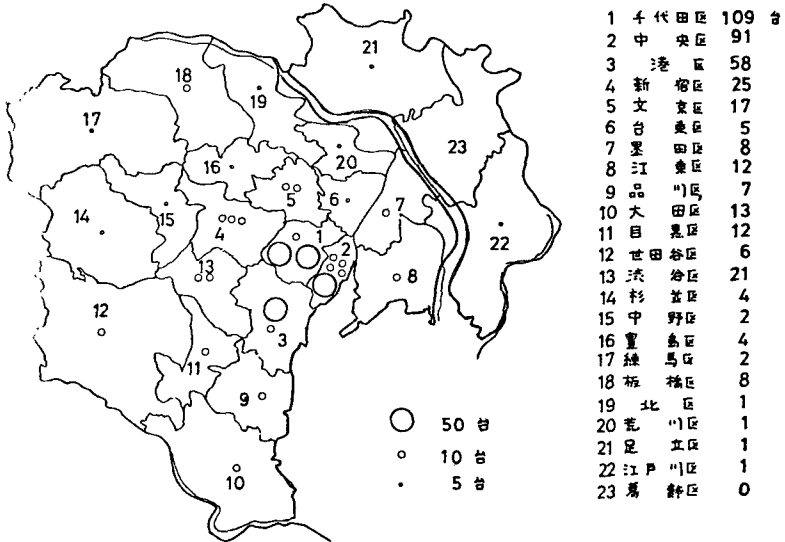 1 千代田区 109 台
2 中央区 91
3 港区 58
4 新宿区 25
5 文京区 17
6 台東区 5
7 墨田区 8
8 江東区 12
9 品川区 7
10 大田区 13
11 目黒区 12
12 世田谷区 6
13 渋谷区 21
14 杉並区 4
15 中野区 2
16 豊島区 4
17 練馬区 2
18 板橋区 8
19 北区 1
20 荒川区 1
21 足立区 1
22 江戸川区 1
23 葛飾区 0
21
18
19
17
20
23
16
5
6
7
15
4
14
1
2
22
13
8
12
3
11
9
10
50 台
10 台
5 台